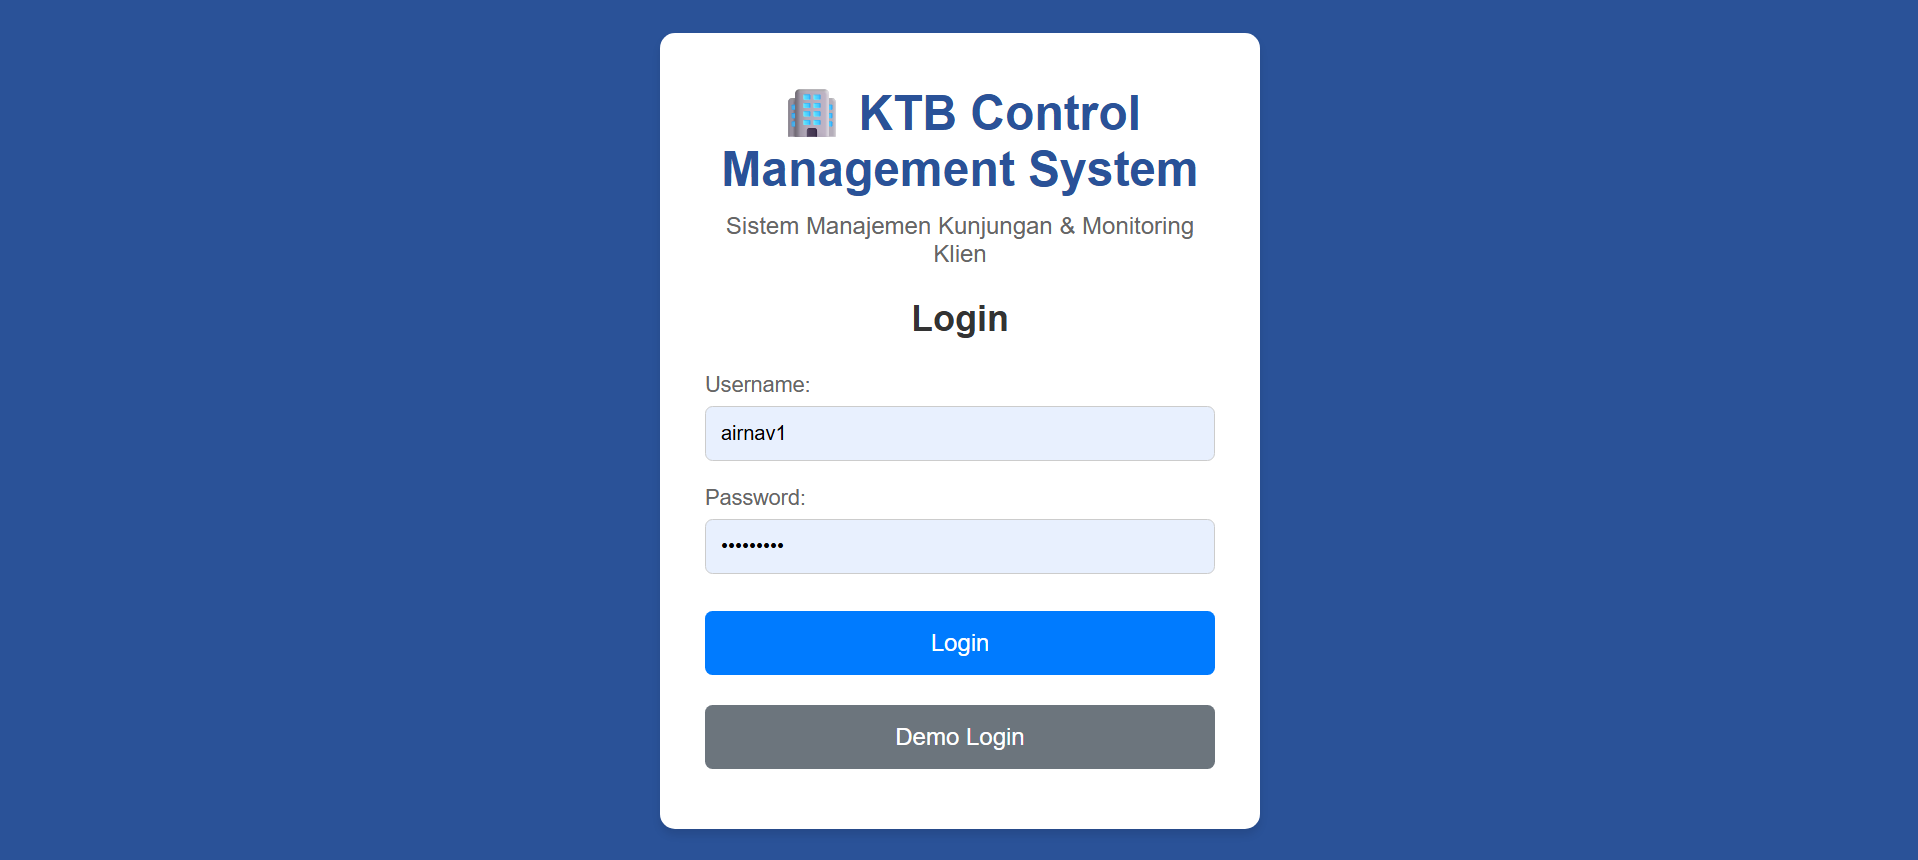 KTB Control
Management System
Sistem Manajemen Kunjungan & Monitoring
Klien
Login
Username:
airnav1
Password:
•••••••••
Login
Demo Login